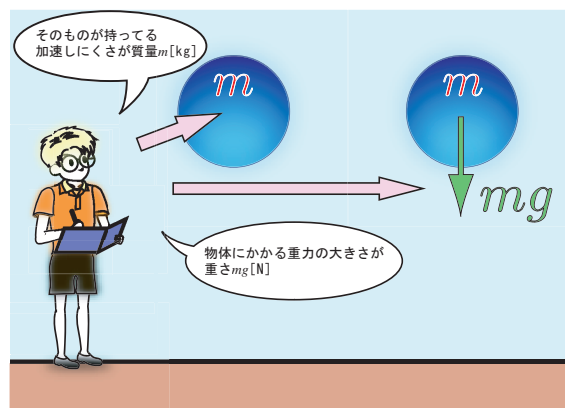 そのものが持ってる
加速しにくさが質量m[kg]
m
m
mg
物体にかかる重力の大きさが
重さmg[N]